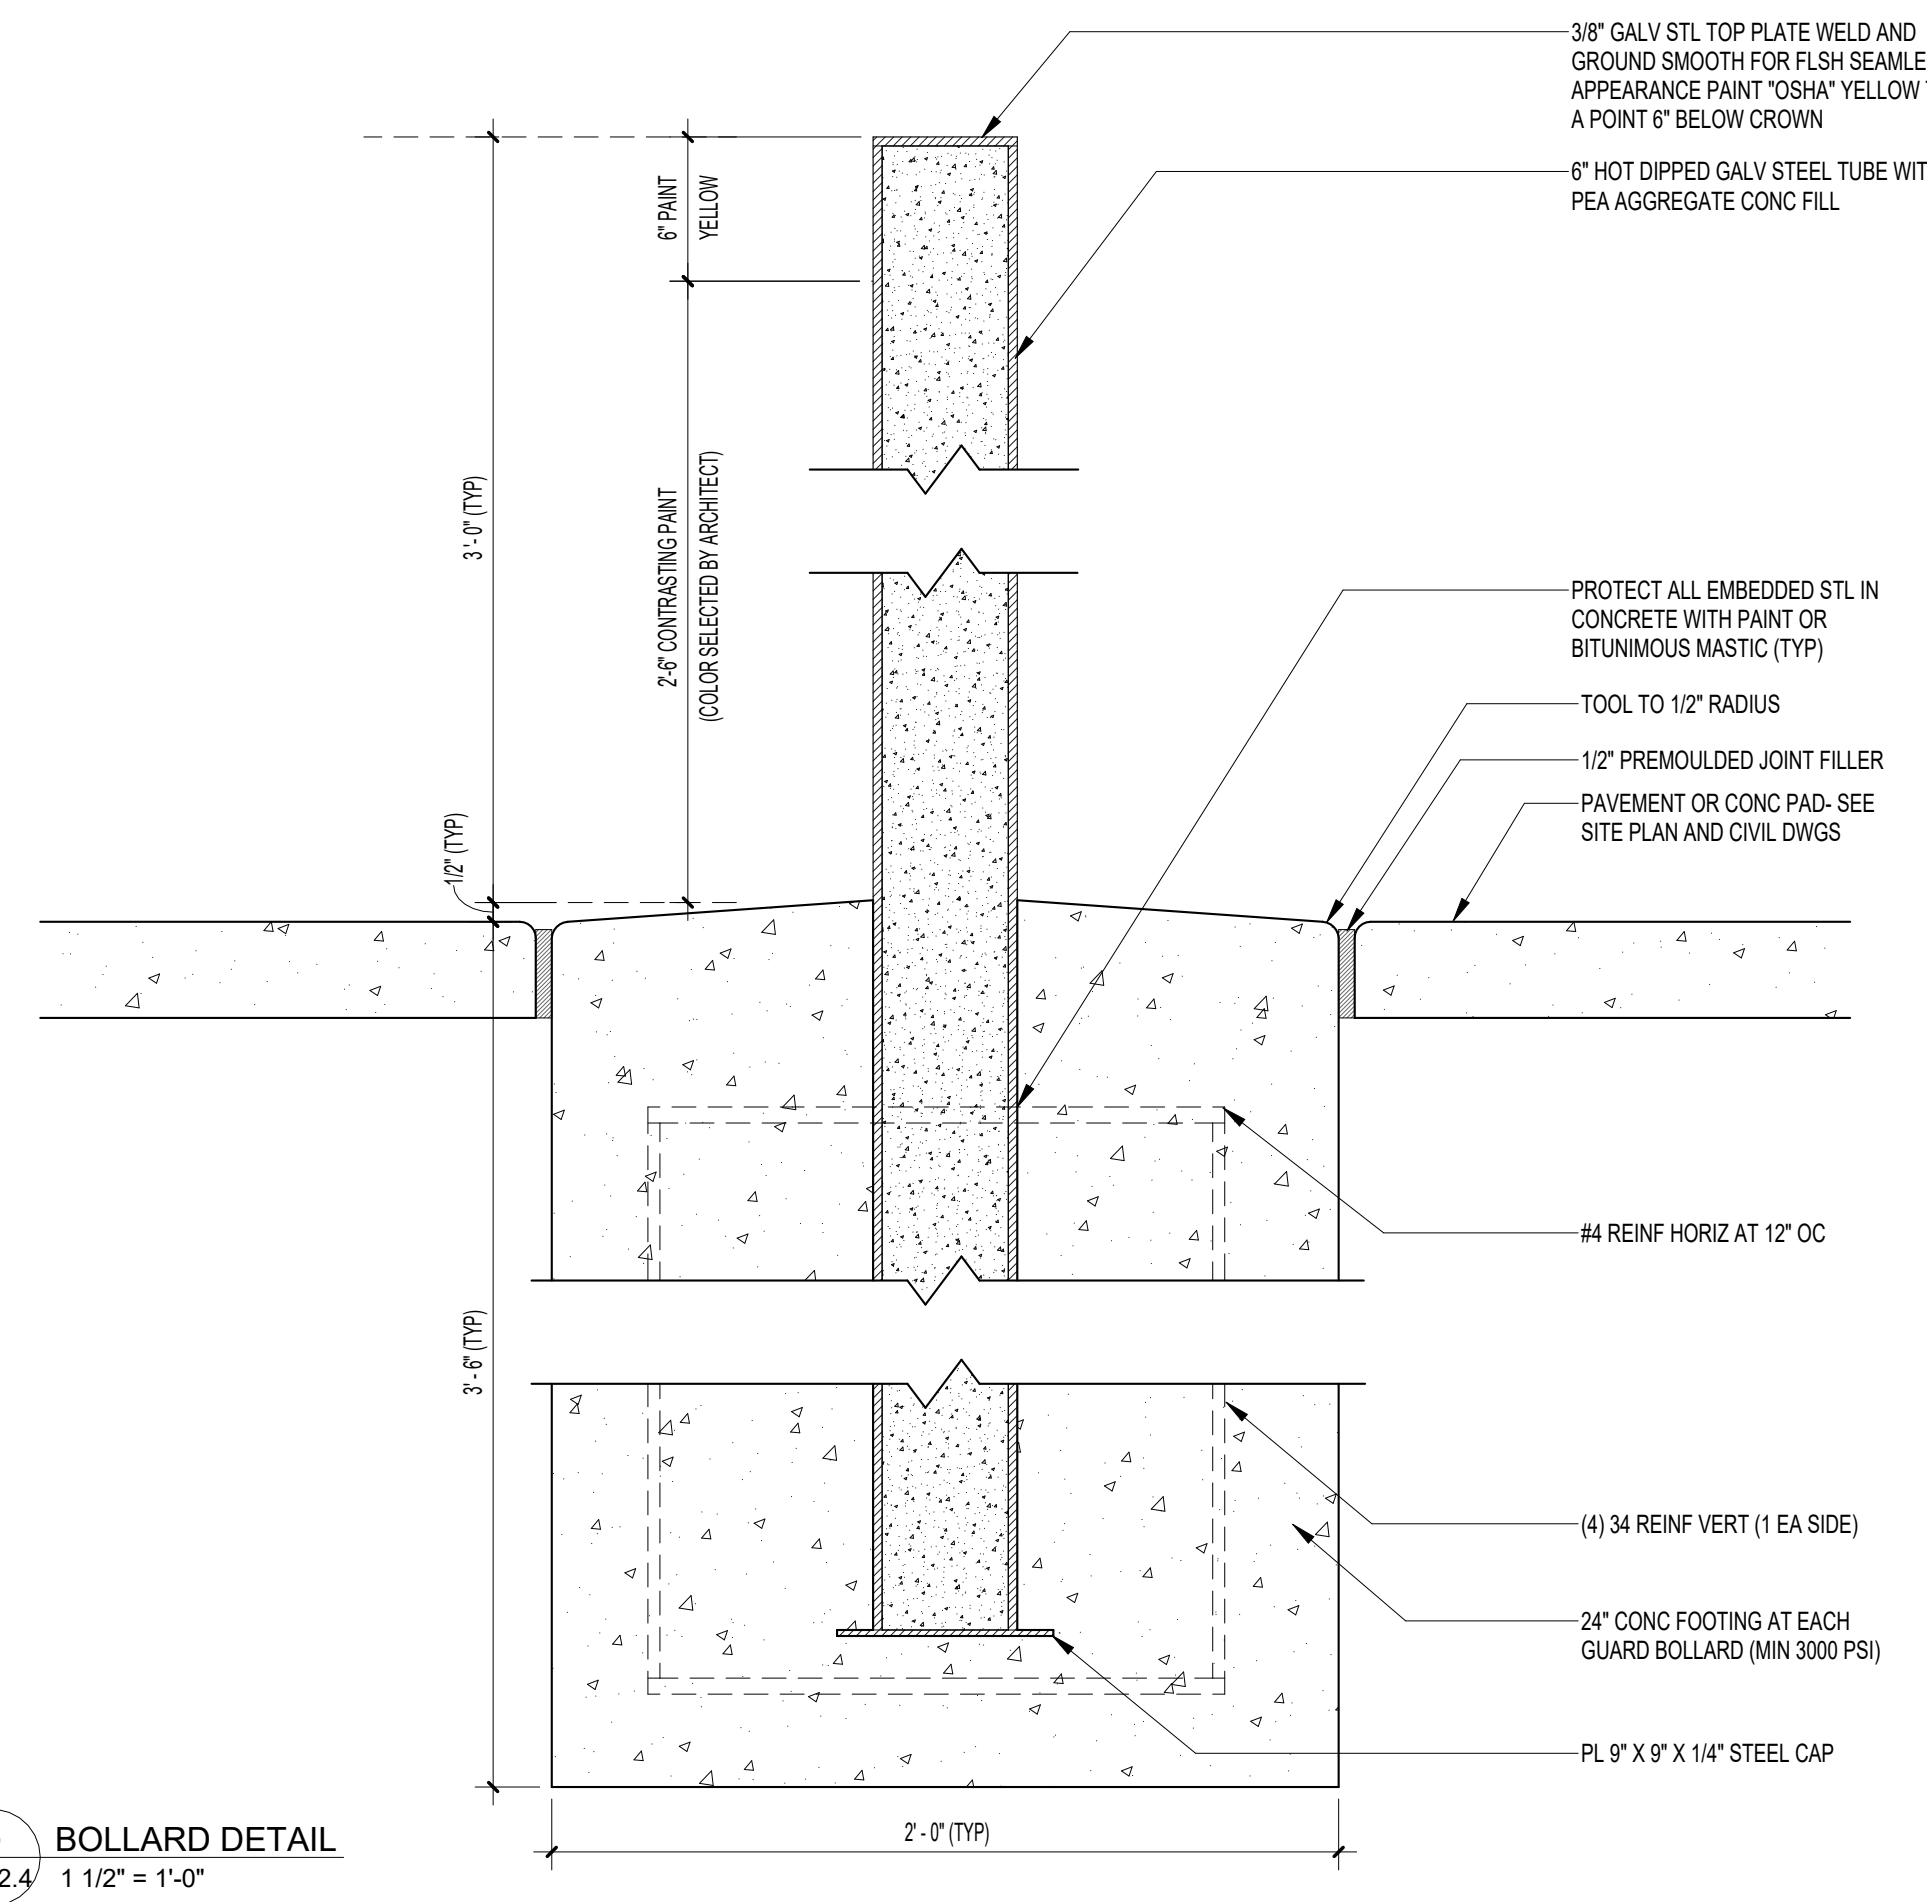 3/8" GALV STL TOP PLATE WELD AND
GROUND SMOOTH FOR FLSH
APPEARANCE PAINT "OSHA" YELLOW
A POINT 6" BELOW CROWN
6" HOT DIPPED GALV STEEL TUBE
PEA AGGREGATE CONC FILL
6" PAINT
YELLOW
3'-0" (TYP)
2'-6" CONTRASTING PAINT
(COLOR SELECTED BY ARCHITECT)
PROTECT ALL EMBEDDED STL IN
CONCRETE WITH PAINT OR
BITUNIMOUS MASTIC (TYP)
TOOL TO 1/2" RADIUS
1/2" PREMOULDED JOINT FILLER
PAVEMENT OR CONC PAD- SEE
SITE PLAN AND CIVIL DWGS
1/2" (TYP)
#4 REINF HORIZ AT 12" OC
3' - 6" (TYP)
(4) 34 REINF VERT (1 EA SIDE)
24" CONC FOOTING AT EACH
GUARD BOLLARD (MIN 3000 PSI)
PL 9" X 9" X 1/4" STEEL CAP
2' - 0" (TYP)
BOLLARD DETAIL
2.4
1 1/2" = 1'-0"